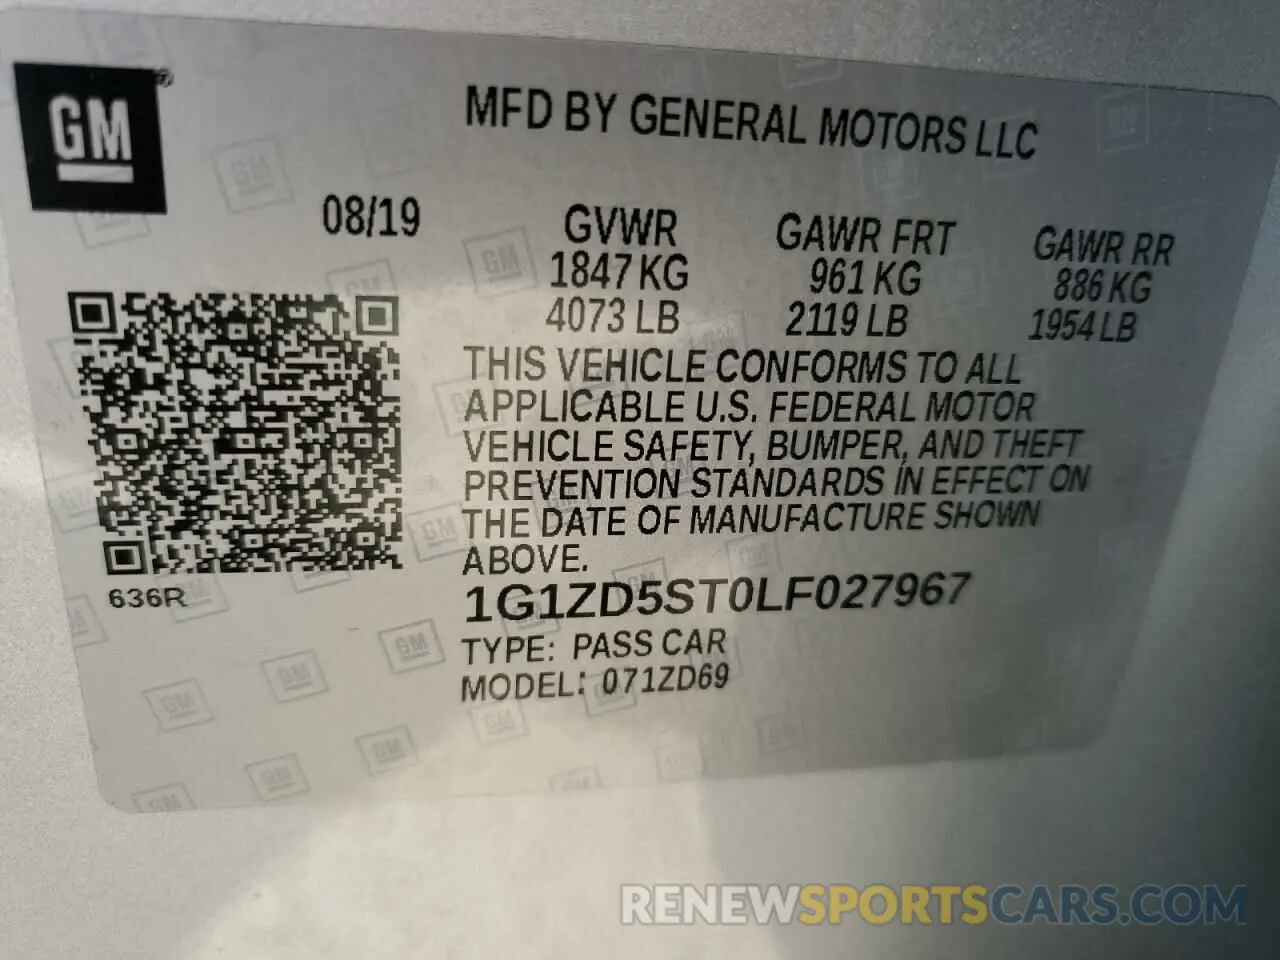 GM
MFD BY GENERAL MOTORS LLC
08/19 GVWR GAWR FRT GAWR RR
1847 KG 961 KG 886 KG
4073 LB 2119 LB 1954 LB
THIS VEHICLE CONFORMS TO ALL
APPLICABLE U.S. FEDERAL MOTOR
VEHICLE SAFETY, BUMPER, AND THEFT
PREVENTION STANDARDS IN EFFECT ON
THE DATE OF MANUFACTURE SHOWN
ABOVE.
636R
1G1ZD5ST0LF027967
TYPE: PASS CAR
MODEL: 071ZD69
RENEWSPORTSCARS.COM